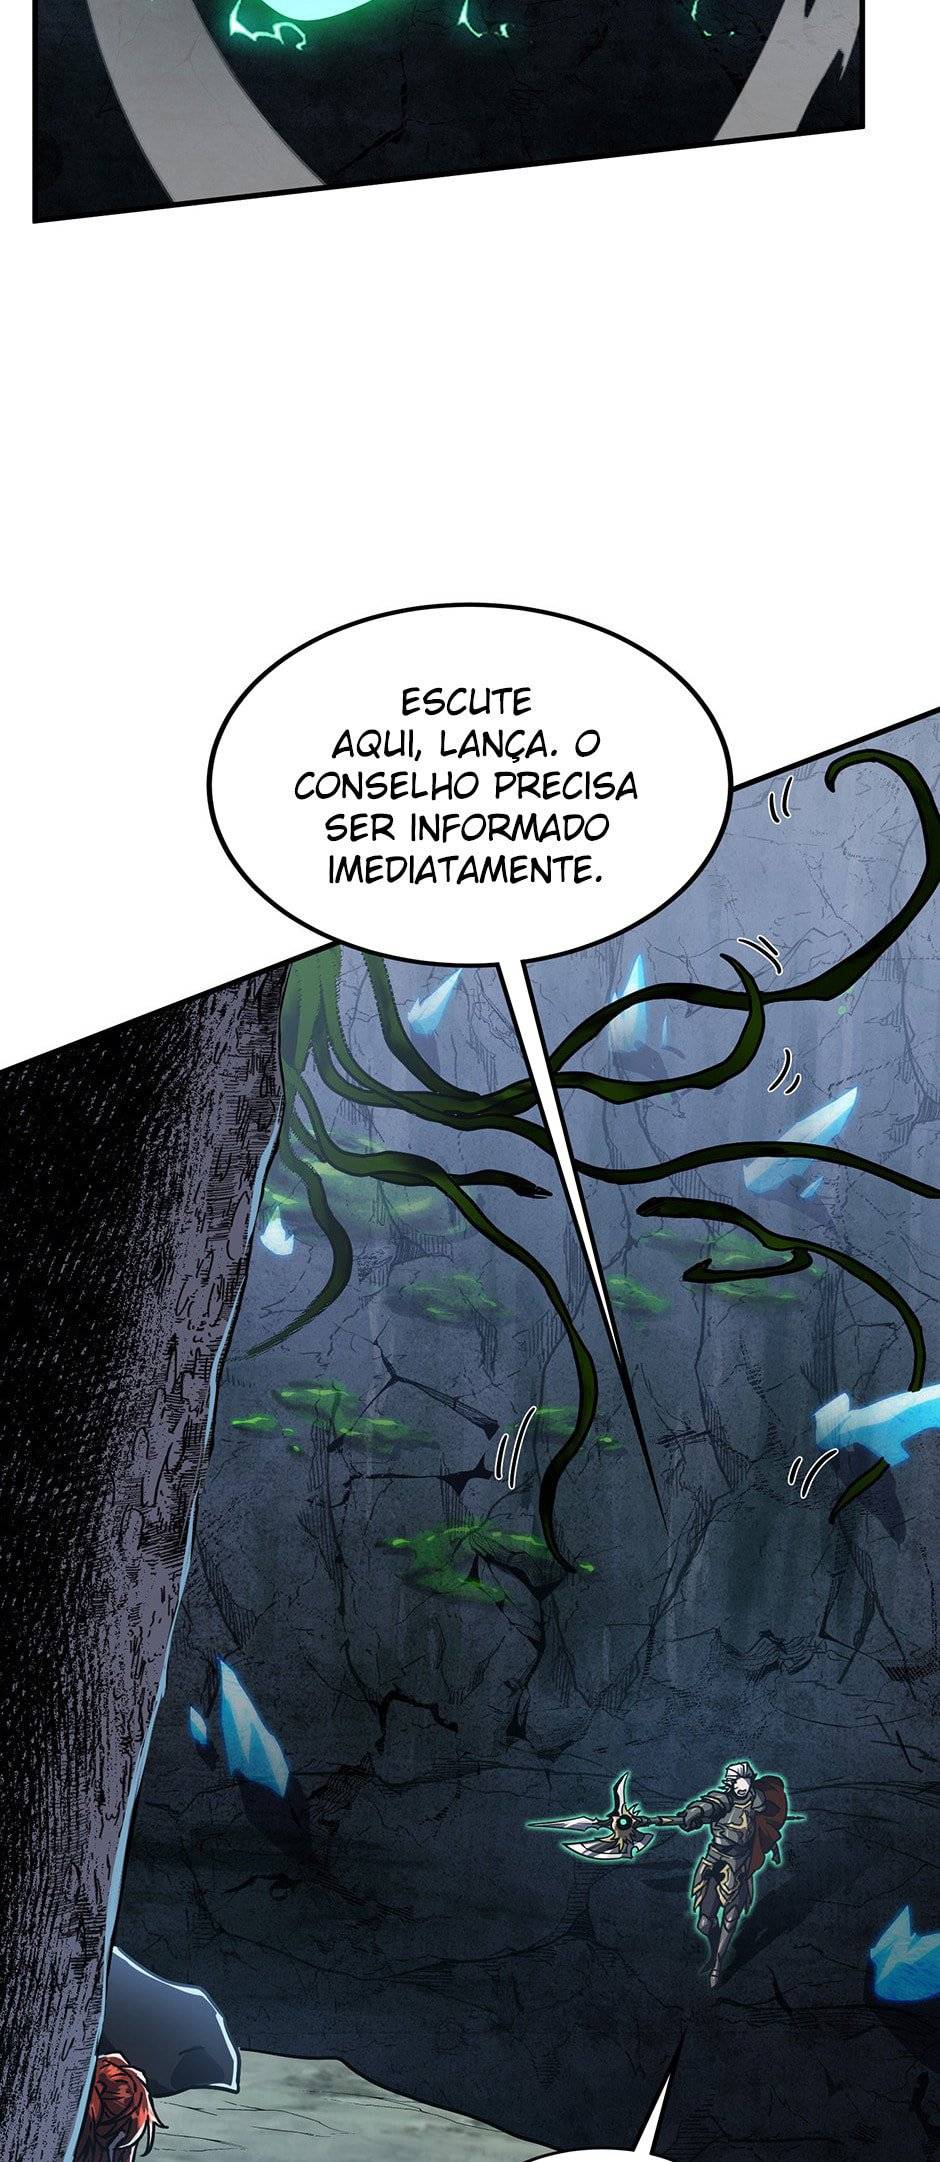 ESCUTE
AQUI, LANÇA. O
CONSELHO PRECISA
SER INFORMADO
IMEDIATAMENTE.